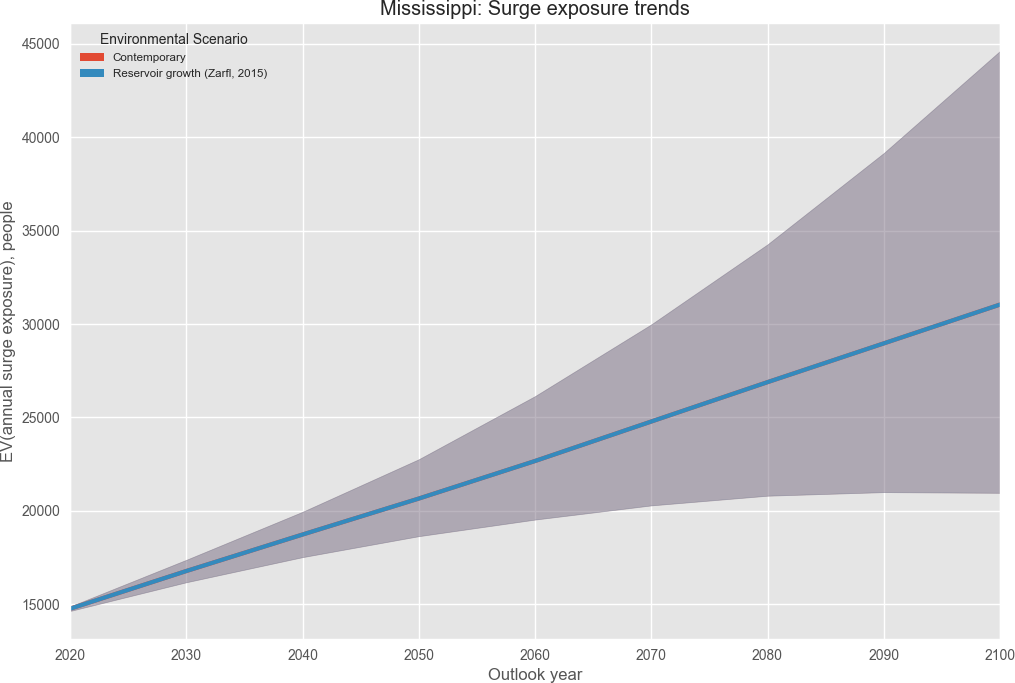 Mississippi: Surge exposure trends
Environmental Scenario
Contemporary
Reservoir growth (Zarfl, 2015)
EV(annual surge exposure), people
45000
40000
35000
30000
25000
20000
15000
2020 2030 2040 2050 2060 2070 2080 2090 2100
Outlook year